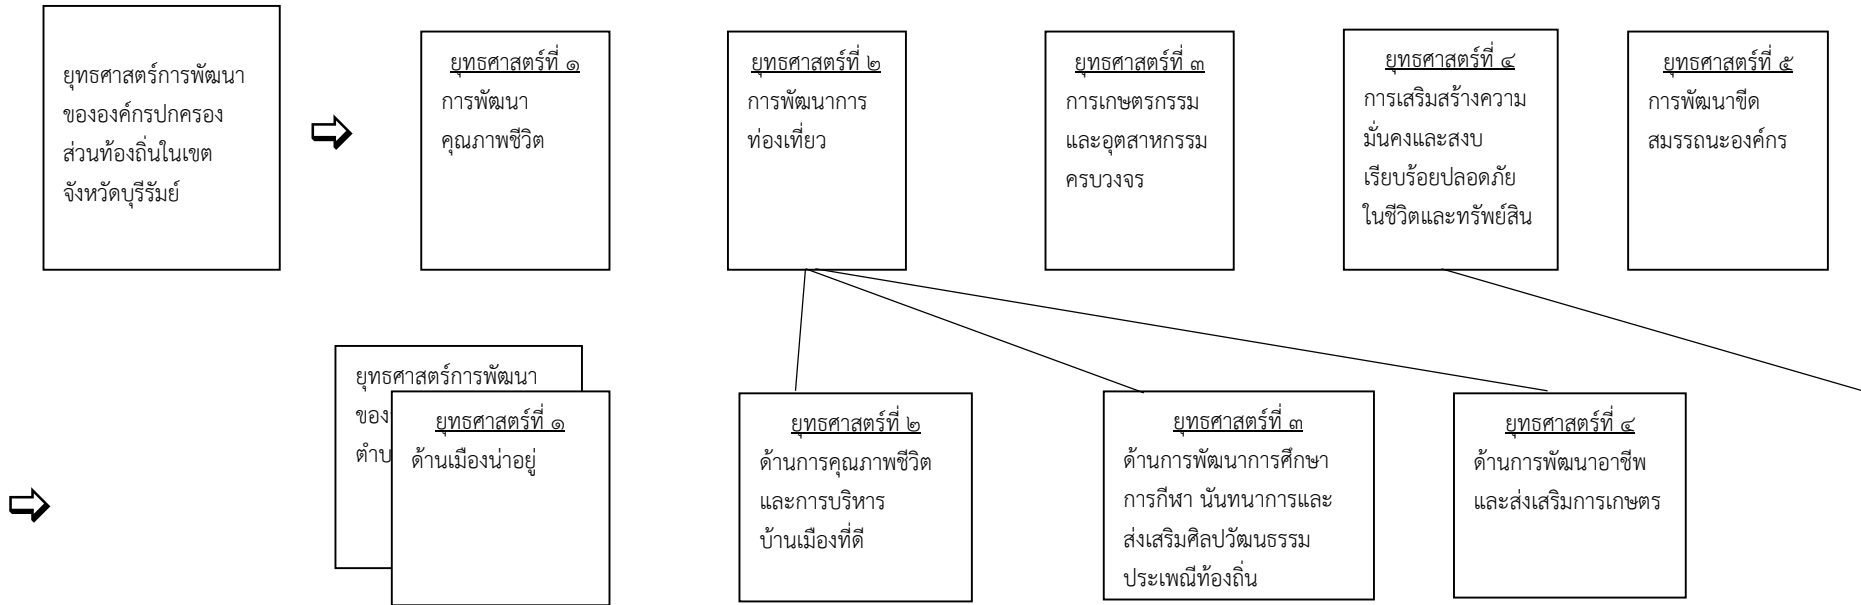 ยุทธศาสตร์การพัฒนา
ขององค์กรปกครอง
ส่วนท้องถิ่นในเขต
จังหวัดบุรีรัมย์
ยุทธศาสตร์ที่ ๑
การพัฒนา
คุณภาพชีวิต
ยุทธศาสตร์ที่ ๒
การพัฒนาการ
ท่องเที่ยว
ยุทธศาสตร์ที่ ๓
การเกษตรกรรม
และอุตสาหกรรม
ครบวงจร
ยุทธศาสตร์ที่ ๔
การเสริมสร้างความ
มั่นคงและสงบ
เรียบร้อยปลอดภัย
ในชีวิตและทรัพย์สิน
ยุทธศาสตร์ที่ ๕
การพัฒนาขีด
สมรรถนะองค์กร
ยุทธศาสตร์การพัฒนา
ของ
ยุทธศาสตร์ที่ ๑
ด้านเมืองน่าอยู่
ยุทธศาสตร์ที่ ๒
ด้านการคุณภาพชีวิต
และการบริหาร
บ้านเมืองที่ดี
ยุทธศาสตร์ที่ ๓
ด้านการพัฒนาการศึกษา
การกีฬา นันทนาการและ
ส่งเสริมศิลปวัฒนธรรม
ประเพณีท้องถิ่น
ยุทธศาสตร์ที่ ๔
ด้านการพัฒนาอาชีพ
และส่งเสริมการเกษตร